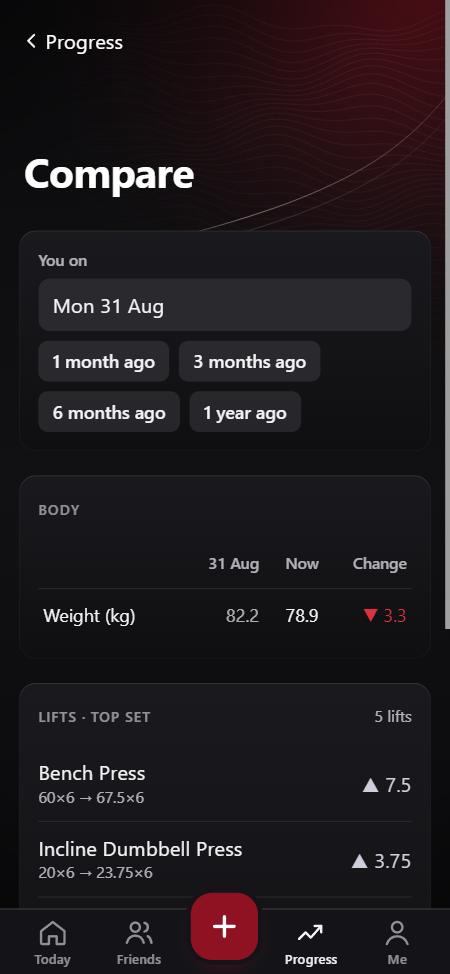 Progress
Compare
You on
Mon 31 Aug
1 month ago 3 months ago
6 months ago 1 year ago
BODY
31 Aug Now Change
Weight (kg) 82.2 78.9 ▼ 3.3
LIFTS · TOP SET 5 lifts
Bench Press
60×6 → 67.5×6 ▲ 7.5
Incline Dumbbell Press
20×6 → 23.75×6 ▲ 3.75
Today Friends Progress Me